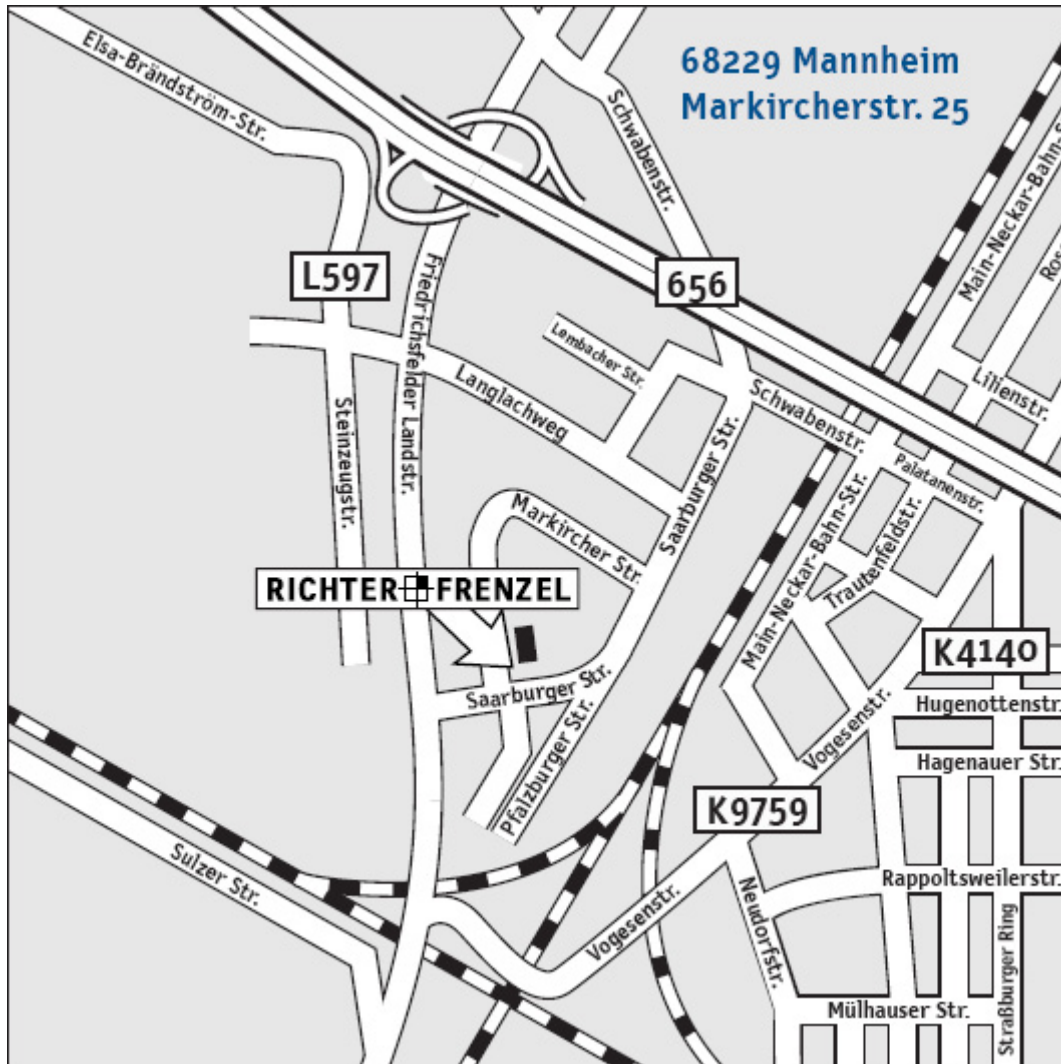 68229 Mannheim
Markircherstr. 25
Elsa-Brändström-Str.
Schwabenstr.
Main-Neckar-Bahn-
L597
Friedrichsfelder Landstr.
656
Lembacher Str.
Lilienstr.
Langlachweg
Schwabenstr.
Steinzeugstr.
Saarburger Str.
Palatanenstr.
Markircher Str.
Main-Neckar-Bahn-Str.
Trautenfeldstr.
RICHTER FRENZEL
K4140
Saarburger Str.
Hugenottenstr.
Vogesenstr.
Pfalzburger Str.
Hagenauer Str.
K9759
Sulzer Str.
Rappoltsweilerstr.
Vogesenstr.
Neudorfstr.
Straßburger Ring
Mülhauser Str.